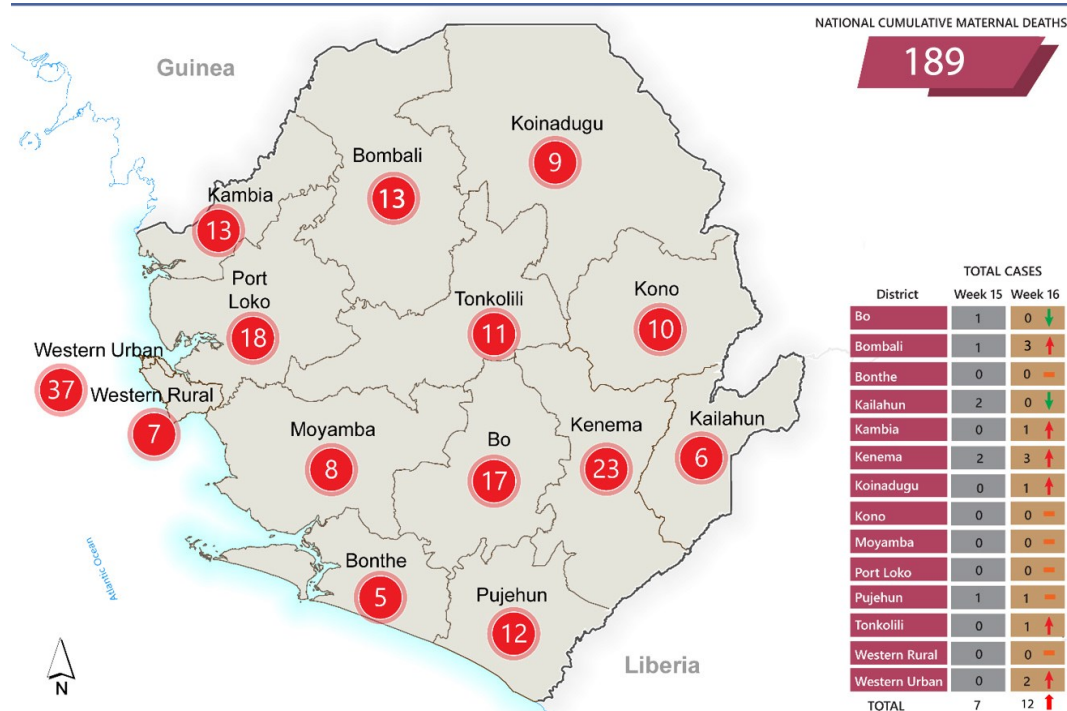 NATIONAL CUMULATIVE MATERNAL DEATHS
189
Guinea
Koinadugu
9
Bombali
13
Kambia
13
Port
Loko
18
Tonkolili
11
Kono
10
Western Urban
37
Western Rural
7
Moyamba
8
Bo
17
Kenema
23
Kailahun
6
Bonthe
5
Pujehun
12
Atlantic Ocean
Liberia
N
TOTAL CASES
District Week 15 Week 16
Bo 1 0
Bombali 1 3
Bonthe 0 0
Kailahun 2 0
Kambia 0 1
Kenema 2 3
Koinadugu 0 1
Kono 0 0
Moyamba 0 0
Port Loko 0 0
Pujehun 1 1
Tonkolili 0 1
Western Rural 0 0
Western Urban 0 2
TOTAL 7 12